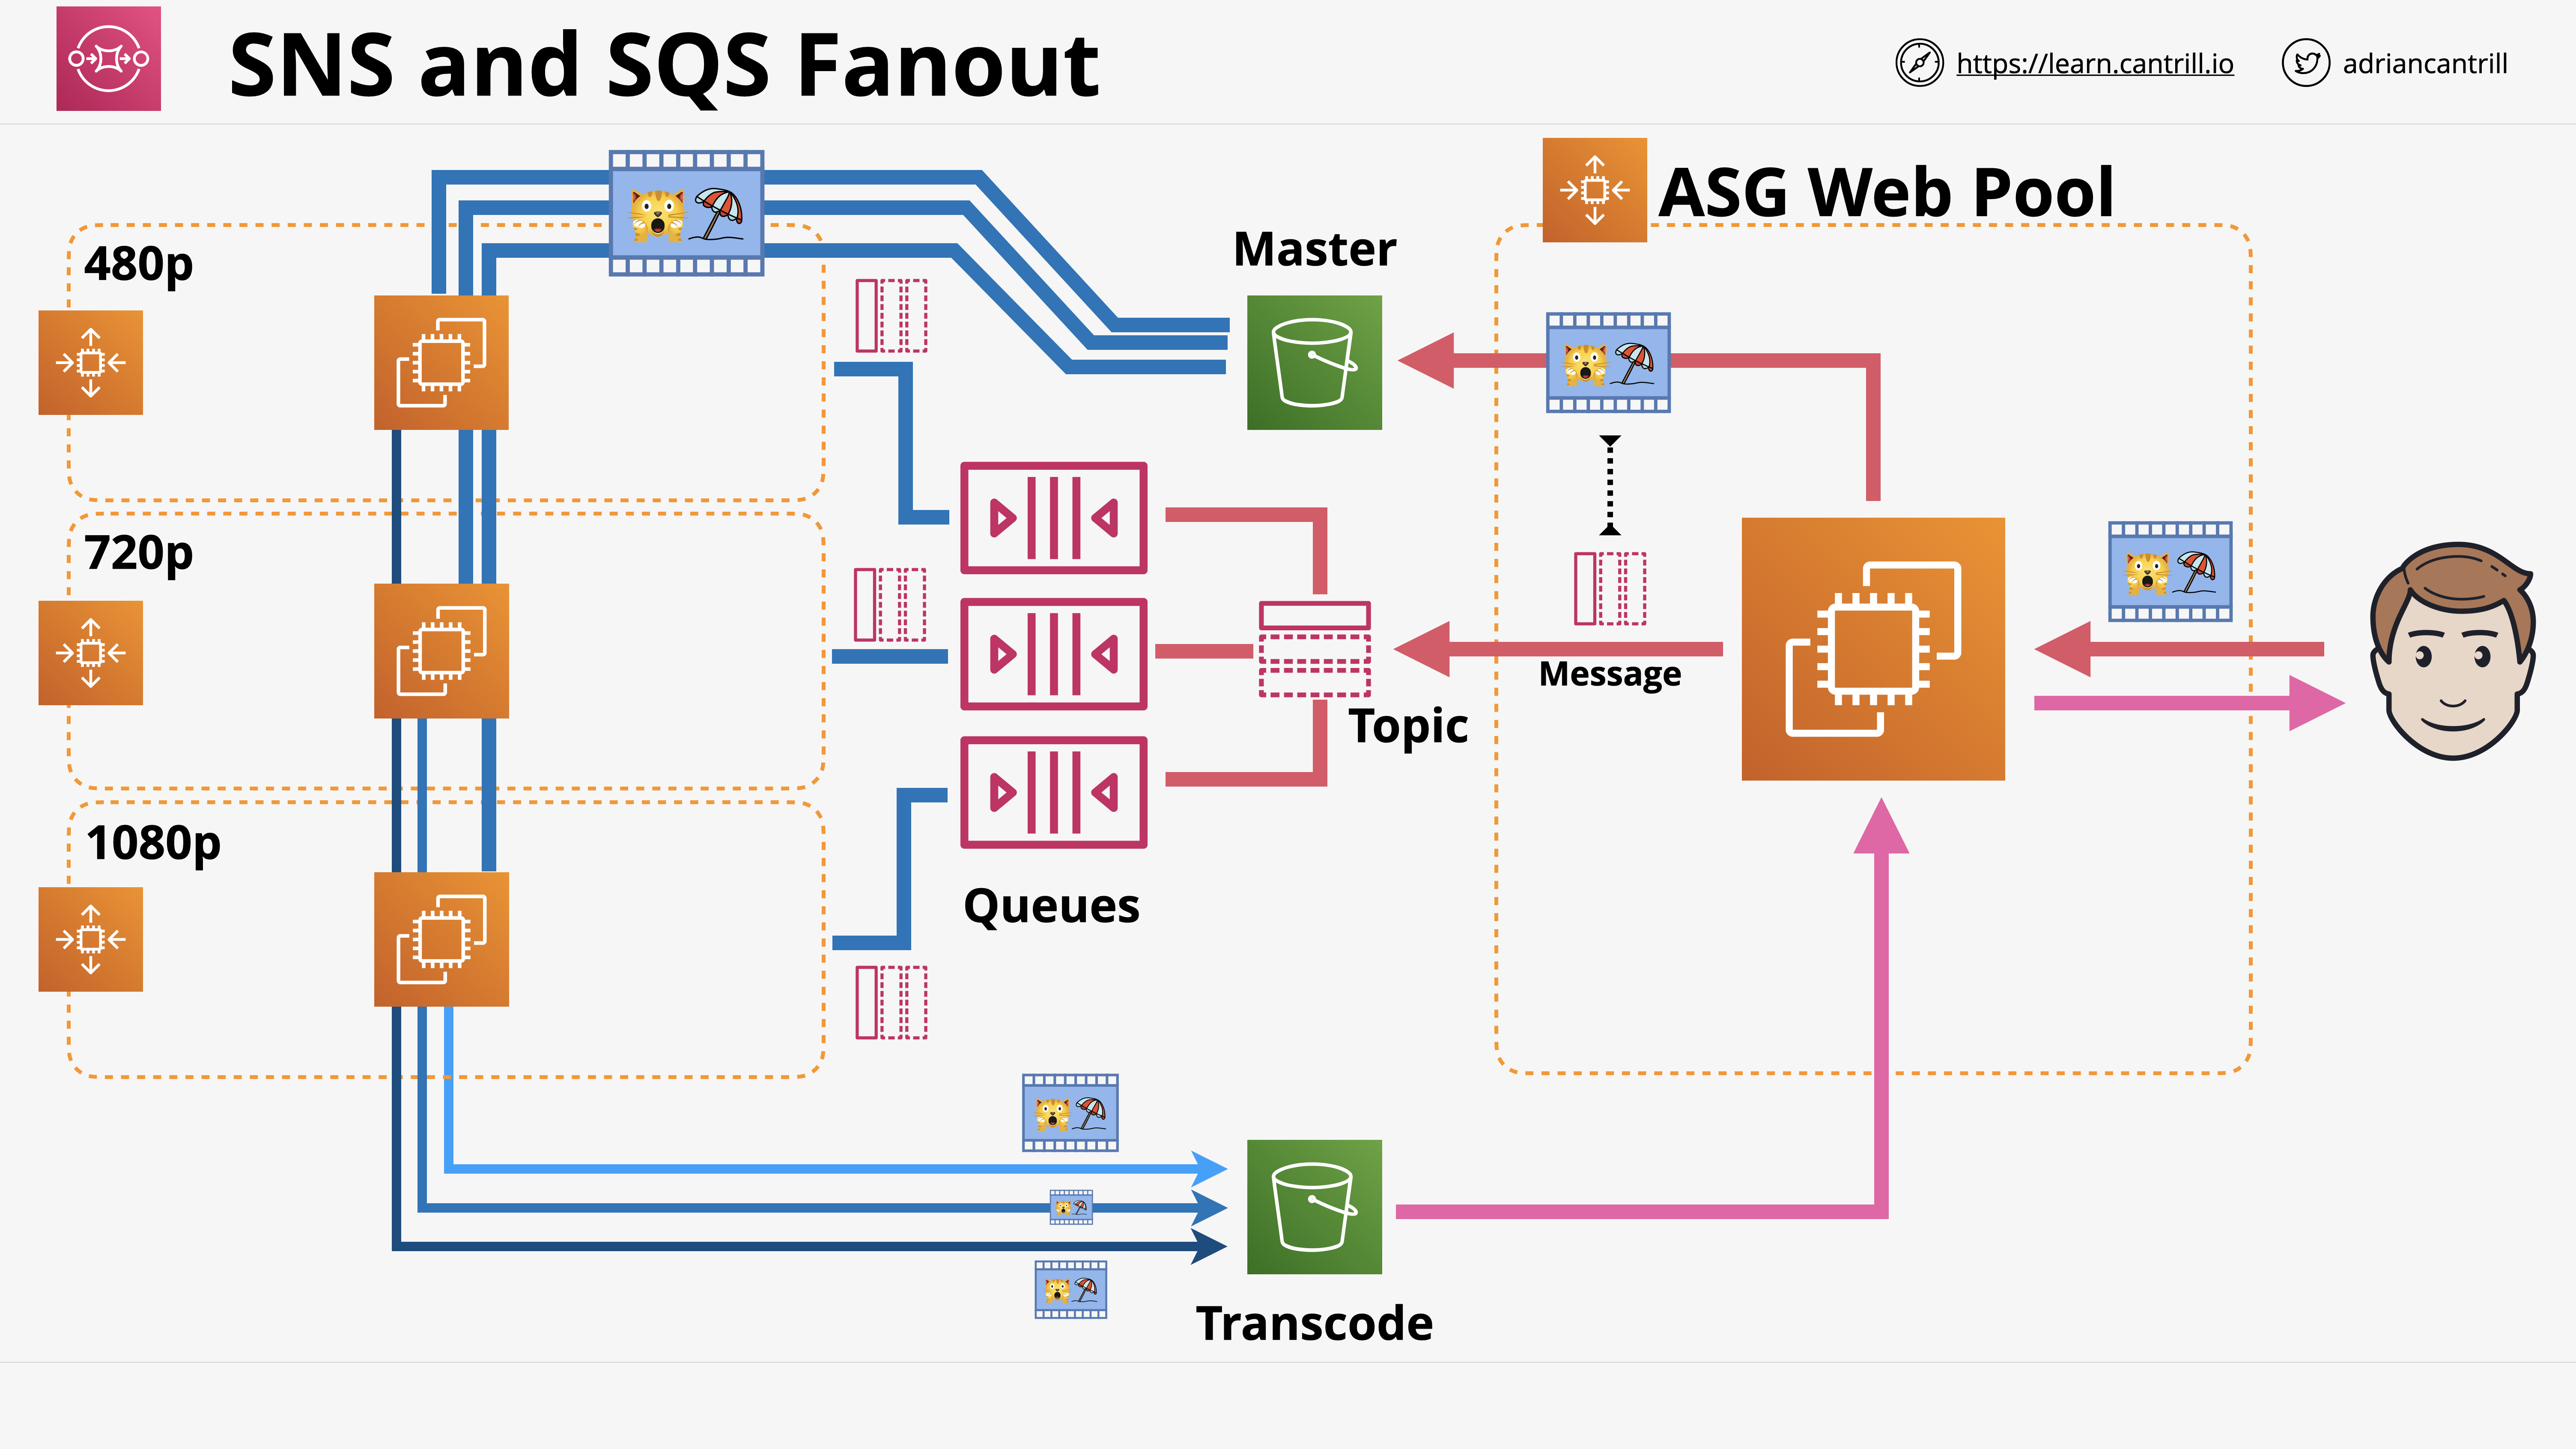 SNS and SQS Fanout
https://learn.cantrill.io
adriancantrill
ASG Web Pool
Master
480p
720p
Message
Topic
1080p
Queues
Transcode